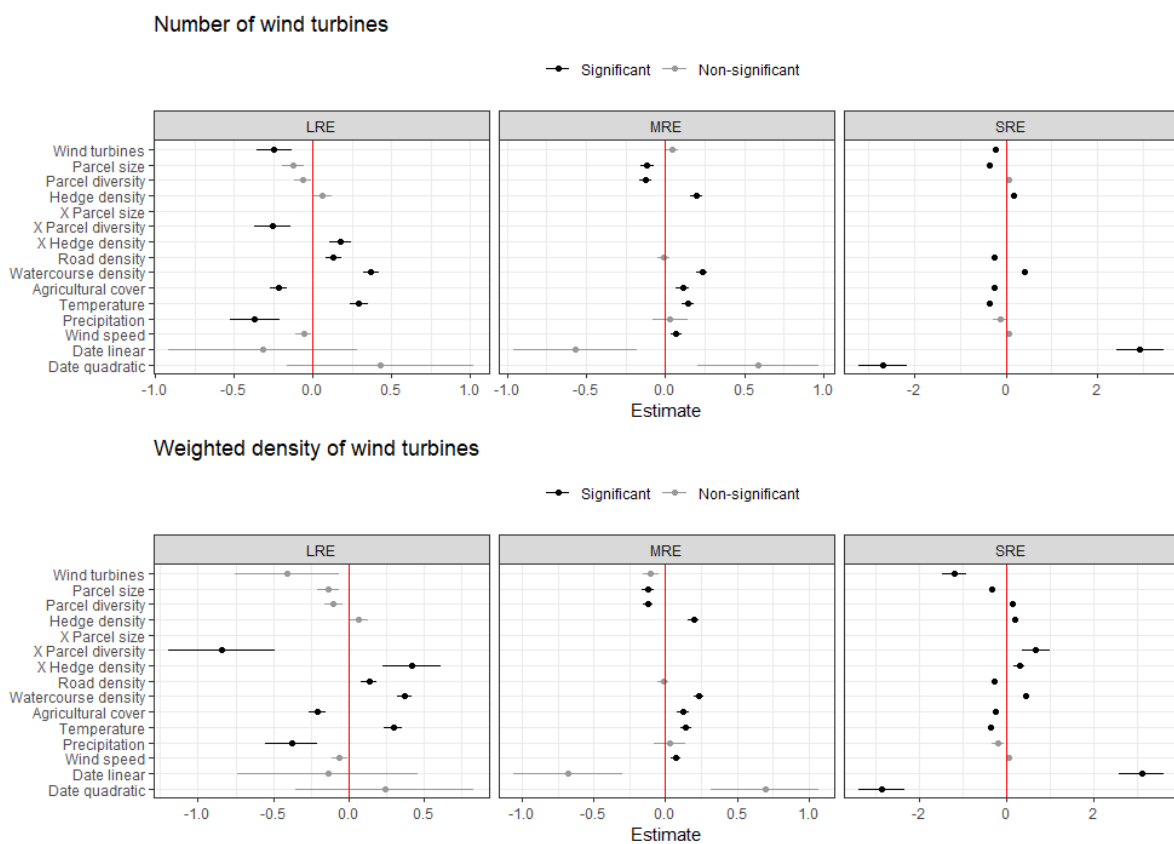 Number of wind turbines
Significant Non-significant
LRE MRE SRE
Wind turbines
Parcel size
Parcel diversity
Hedge density
X Parcel size
X Parcel diversity
X Hedge density
Road density
Watercourse density
Agricultural cover
Temperature
Precipitation
Wind speed
Date linear
Date quadratic
-1.0 -0.5 0.0 0.5 1.0 -1.0 -0.5 0.0 0.5 1.0 -2 0 2
Estimate
Weighted density of wind turbines
Significant Non-significant
LRE MRE SRE
Wind turbines
Parcel size
Parcel diversity
Hedge density
X Parcel size
X Parcel diversity
X Hedge density
Road density
Watercourse density
Agricultural cover
Temperature
Precipitation
Wind speed
Date linear
Date quadratic
-1.0 -0.5 0.0 0.5 -1.0 -0.5 0.0 0.5 1.0 -2 0 2
Estimate